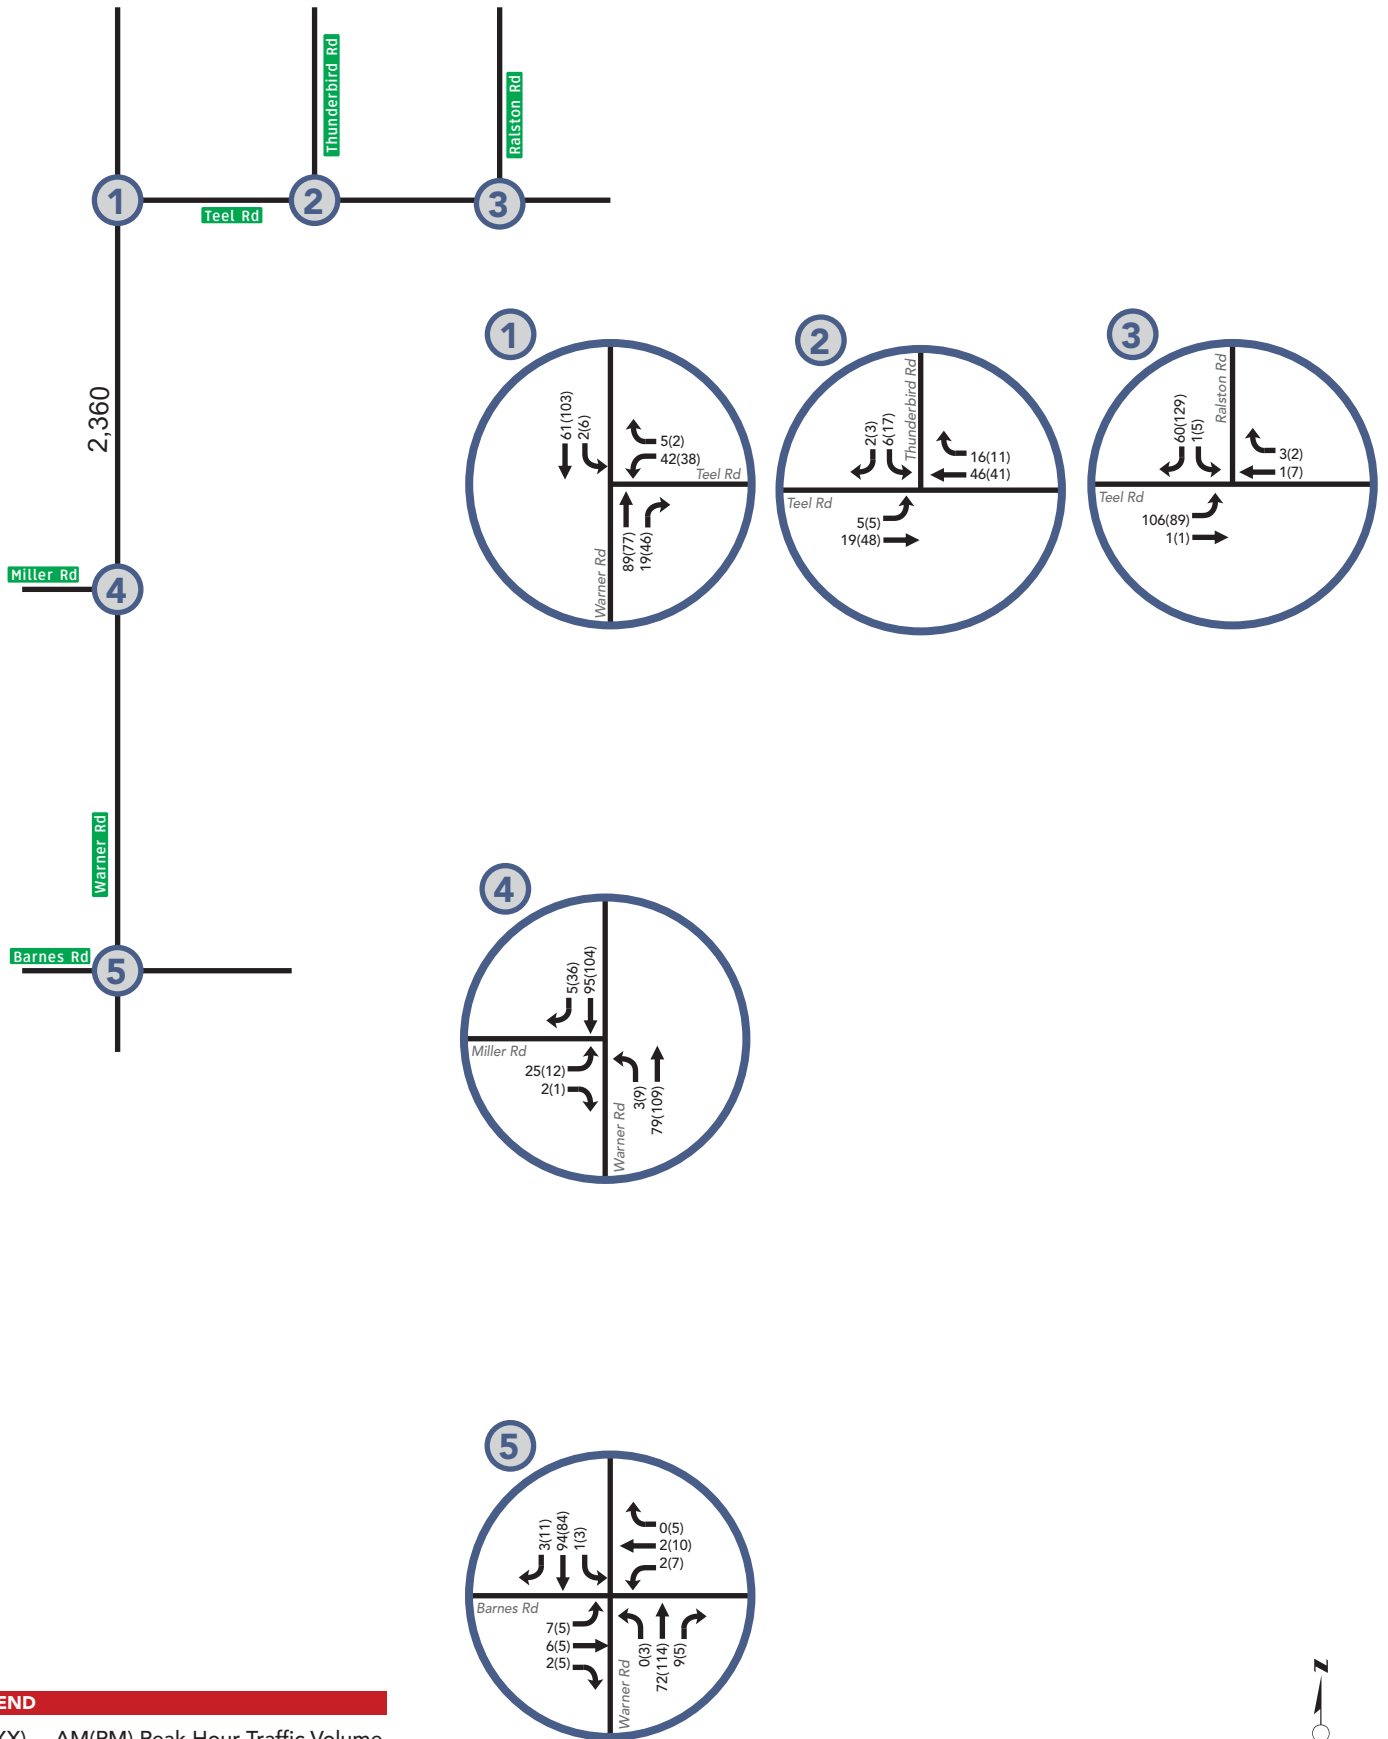 Thunderbird Rd
Ralston Rd
1
2
3
Teel Rd
2,360
Miller Rd
4
Warner Rd
Barnes Rd
5
1
61(103)
2(6)
5(2)
42(38)
Teel Rd
89(77)
19(46)
Warner Rd
2
2(3)
6(17)
Thunderbird Rd
16(11)
46(41)
Teel Rd
5(5)
19(48)
3
60(129)
1(5)
Ralston Rd
3(2)
1(7)
Teel Rd
106(89)
1(1)
4
5(36)
95(104)
Miller Rd
25(12)
2(1)
3(9)
79(109)
Warner Rd
5
3(11)
94(84)
1(3)
0(5)
2(10)
2(7)
Barnes Rd
7(5)
6(5)
2(5)
0(3)
72(114)
9(5)
Warner Rd
END
XX) AM(PM) Peak Hour Traffic Volume
N